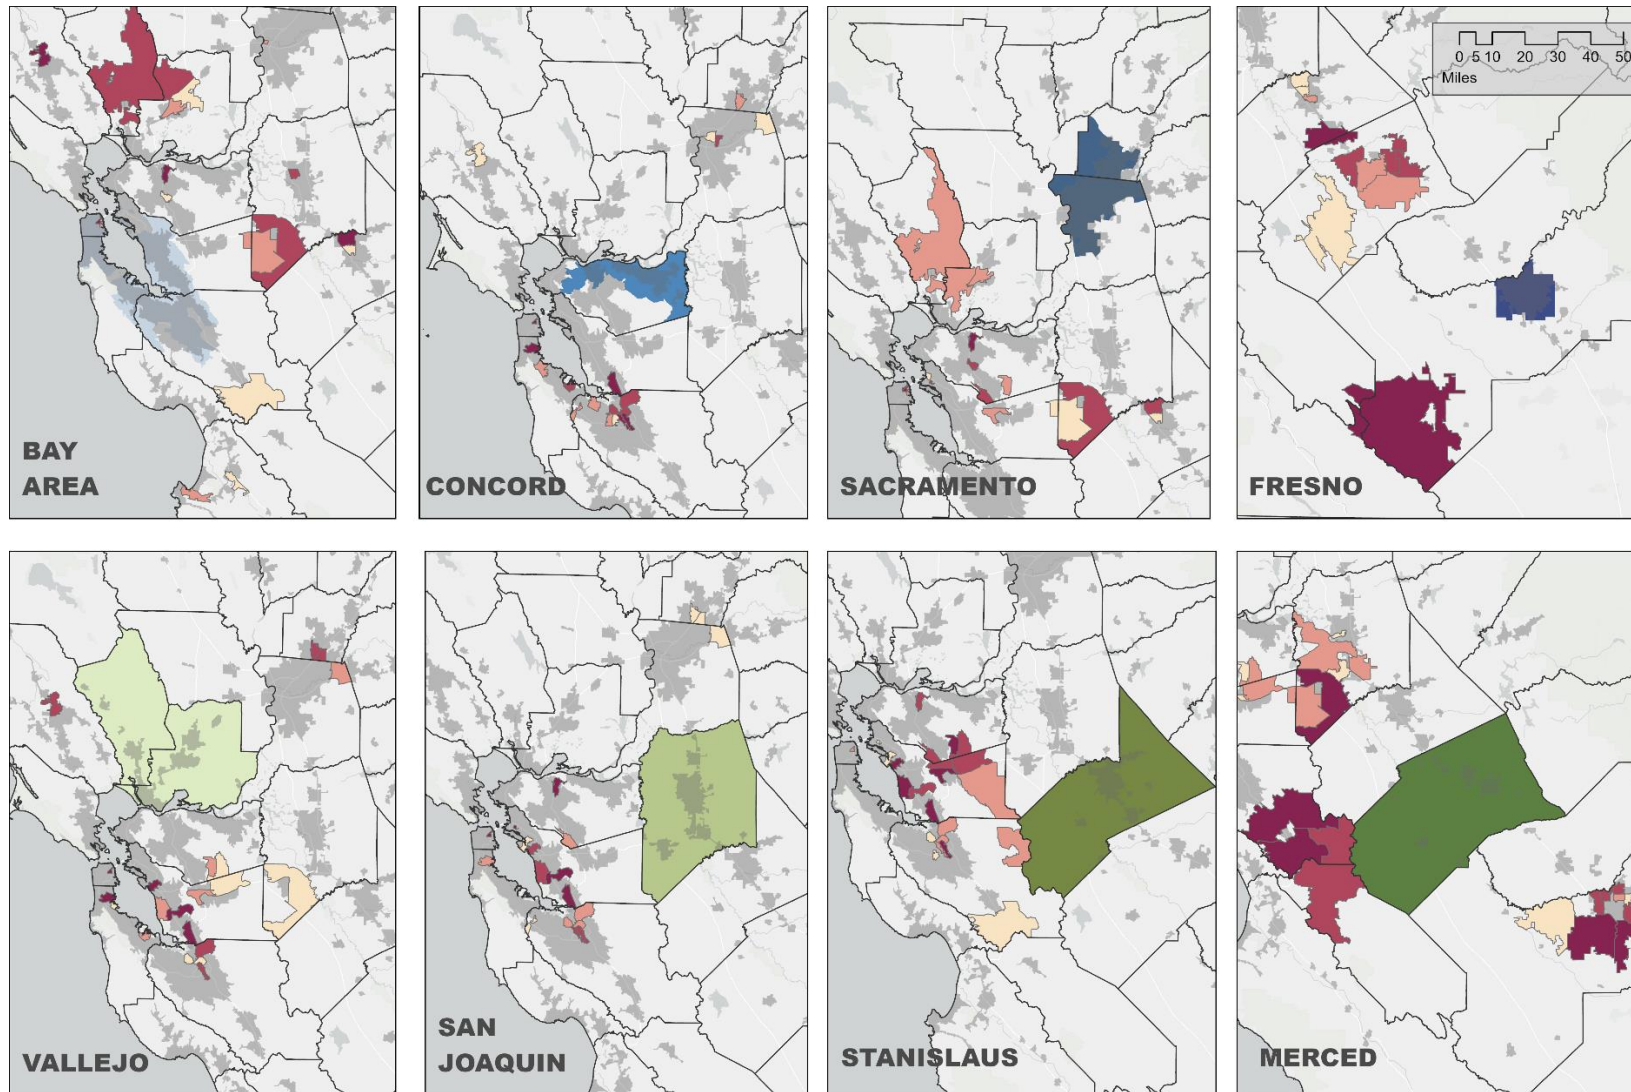 0 5 10 20 30 40 50
Miles
BAY
AREA
CONCORD
SACRAMENTO
FRESNO
VALLEJO
SAN
JOAQUIN
STANISLAUS
MERCED